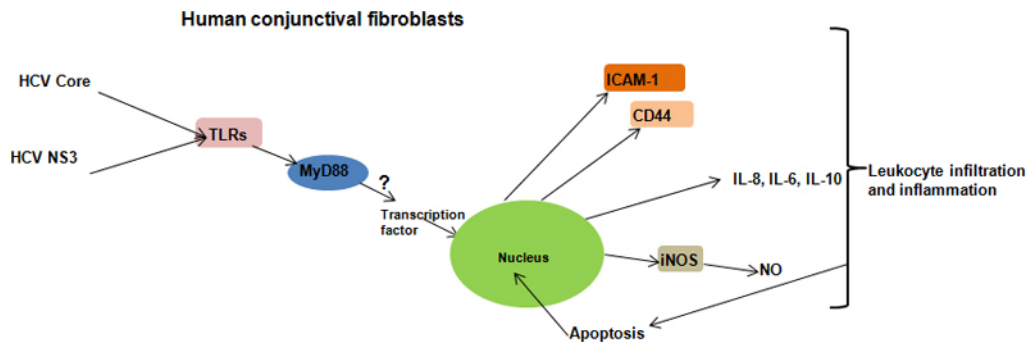 Human conjunctival fibroblasts
HCV Core
HCV NS3
TLRs
MyD88
?
Transcription
factor
Nucleus
ICAM-1
CD44
IL-8, IL-6, IL-10
iNOS
NO
Apoptosis
Leukocyte infiltration
and inflammation